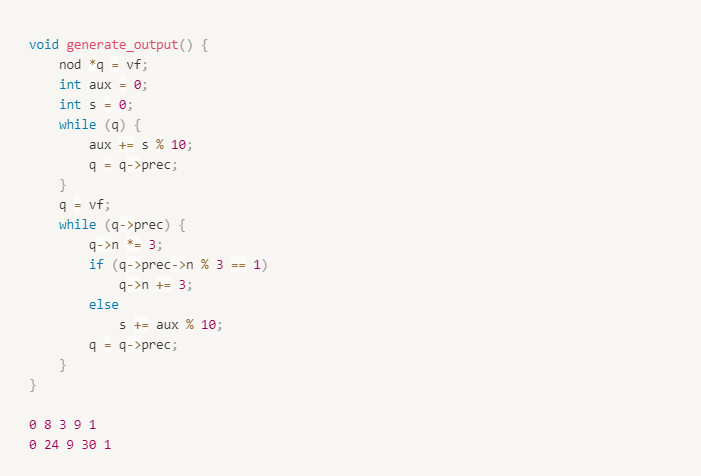 void generate_output() {
    nod *q = vf;
    int aux = 0;
    int s = 0;
    while (q) {
        aux += s % 10;
        q = q->prec;
    }
    q = vf;
    while (q->prec) {
        q->n *= 3;
        if (q->prec->n % 3 == 1)
            q->n += 3;
        else
            s += aux % 10;
        q = q->prec;
    }
}
0 8 3 9 1
0 24 9 30 1